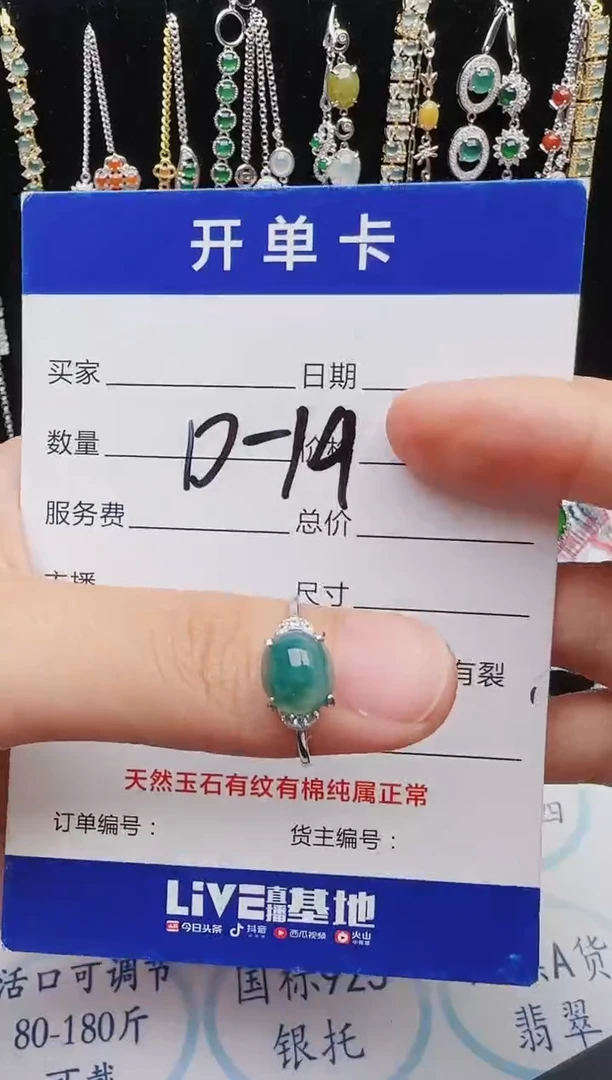 开单卡
买家 日期
数量 D-19
服务费 总价
尺寸
有裂
天然玉石有纹有棉纯属正常
订单编号： 货主编号：
LiVE直播基地
今日头条 抖音 西瓜视频 火山
活口可调节
80-180斤
国标925
银托
A货
翡翠